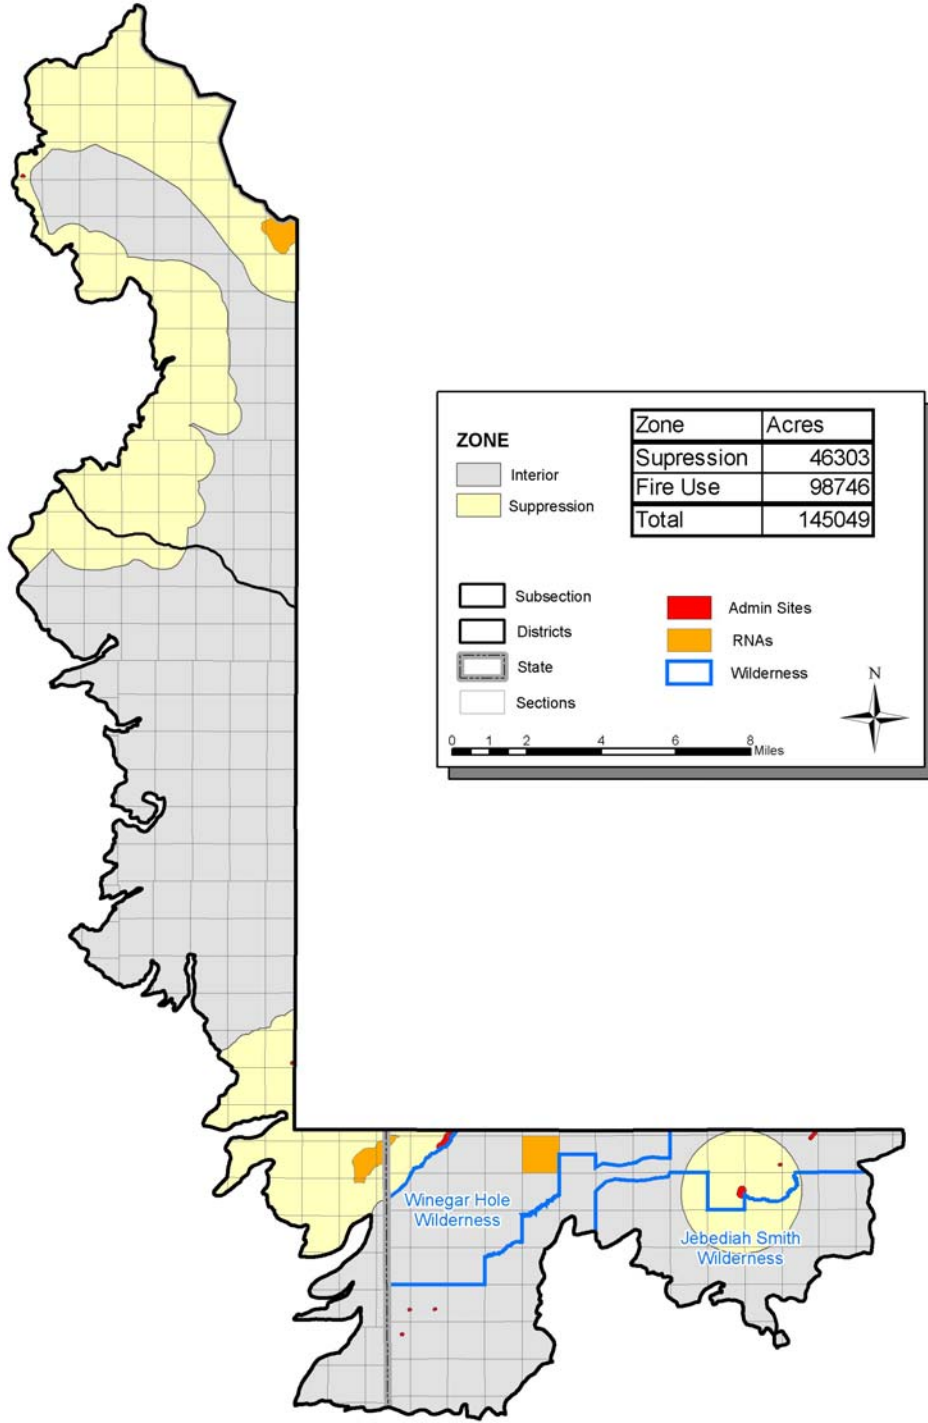 ZONE
Interior
Suppression
Zone Acres
Supression 46303
Fire Use 98746
Total 145049
Subsection
Districts
State
Sections
Admin Sites
RNAs
Wilderness
N
0 1 2 4 6 8
Miles
Winegar Hole
Wilderness
Jebediah Smith
Wilderness